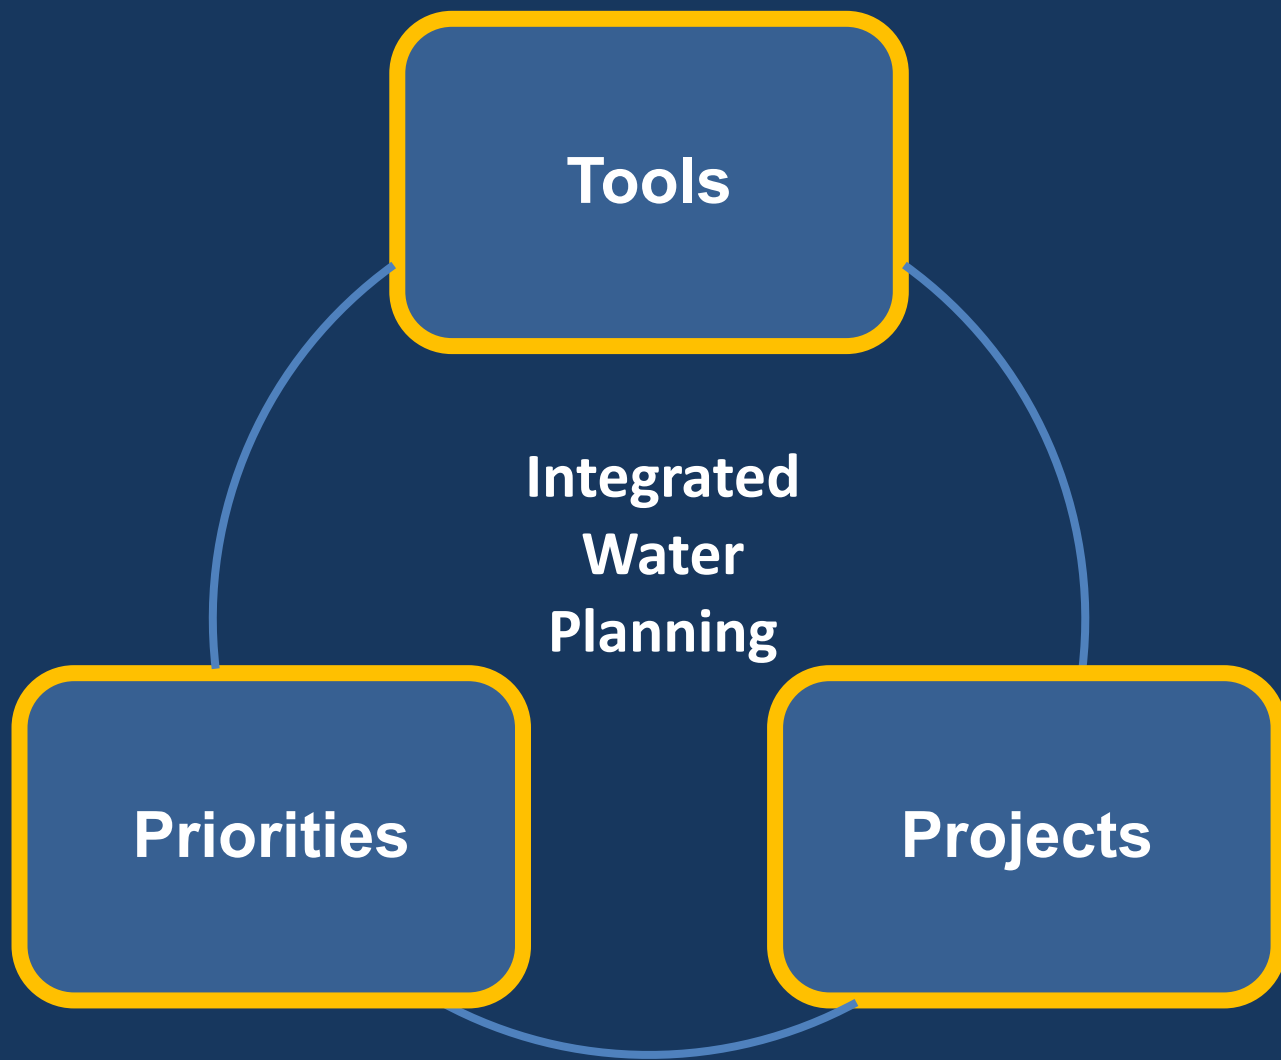 Tools
Integrated
Water
Planning
Priorities
Projects